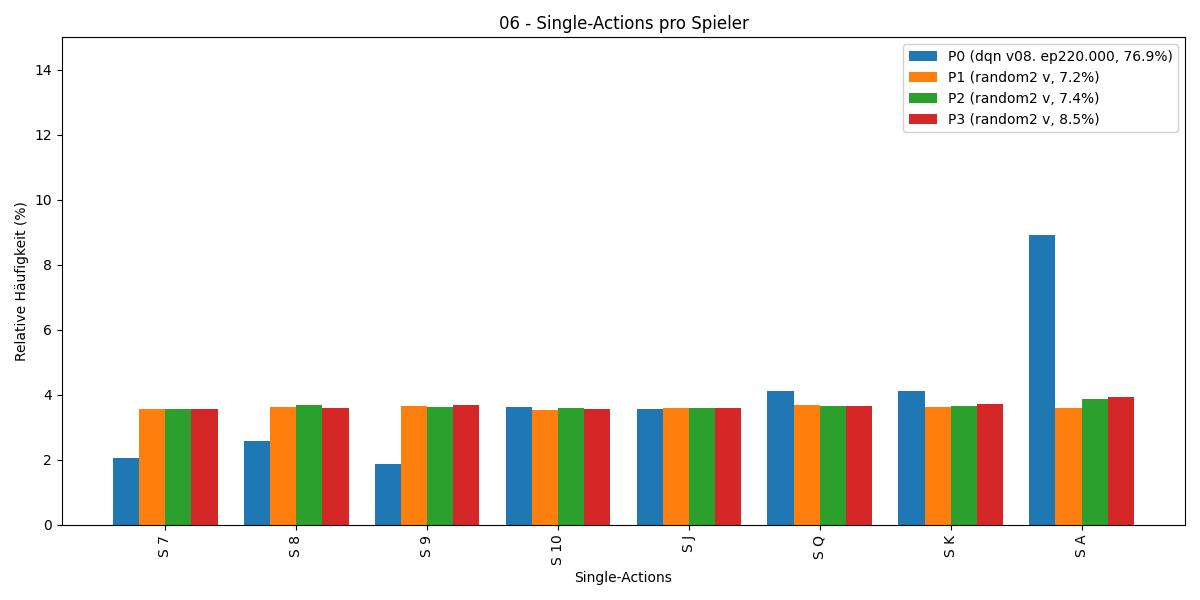 06 - Single-Actions pro Spieler
P0 (dqn v08. ep220.000, 76.9%)
P1 (random2 v, 7.2%)
P2 (random2 v, 7.4%)
P3 (random2 v, 8.5%)
Relative Häufigkeit (%)
14
12
10
8
6
4
2
0
S 7
S 8
S 9
S 10
S J
S Q
S K
S A
Single-Actions